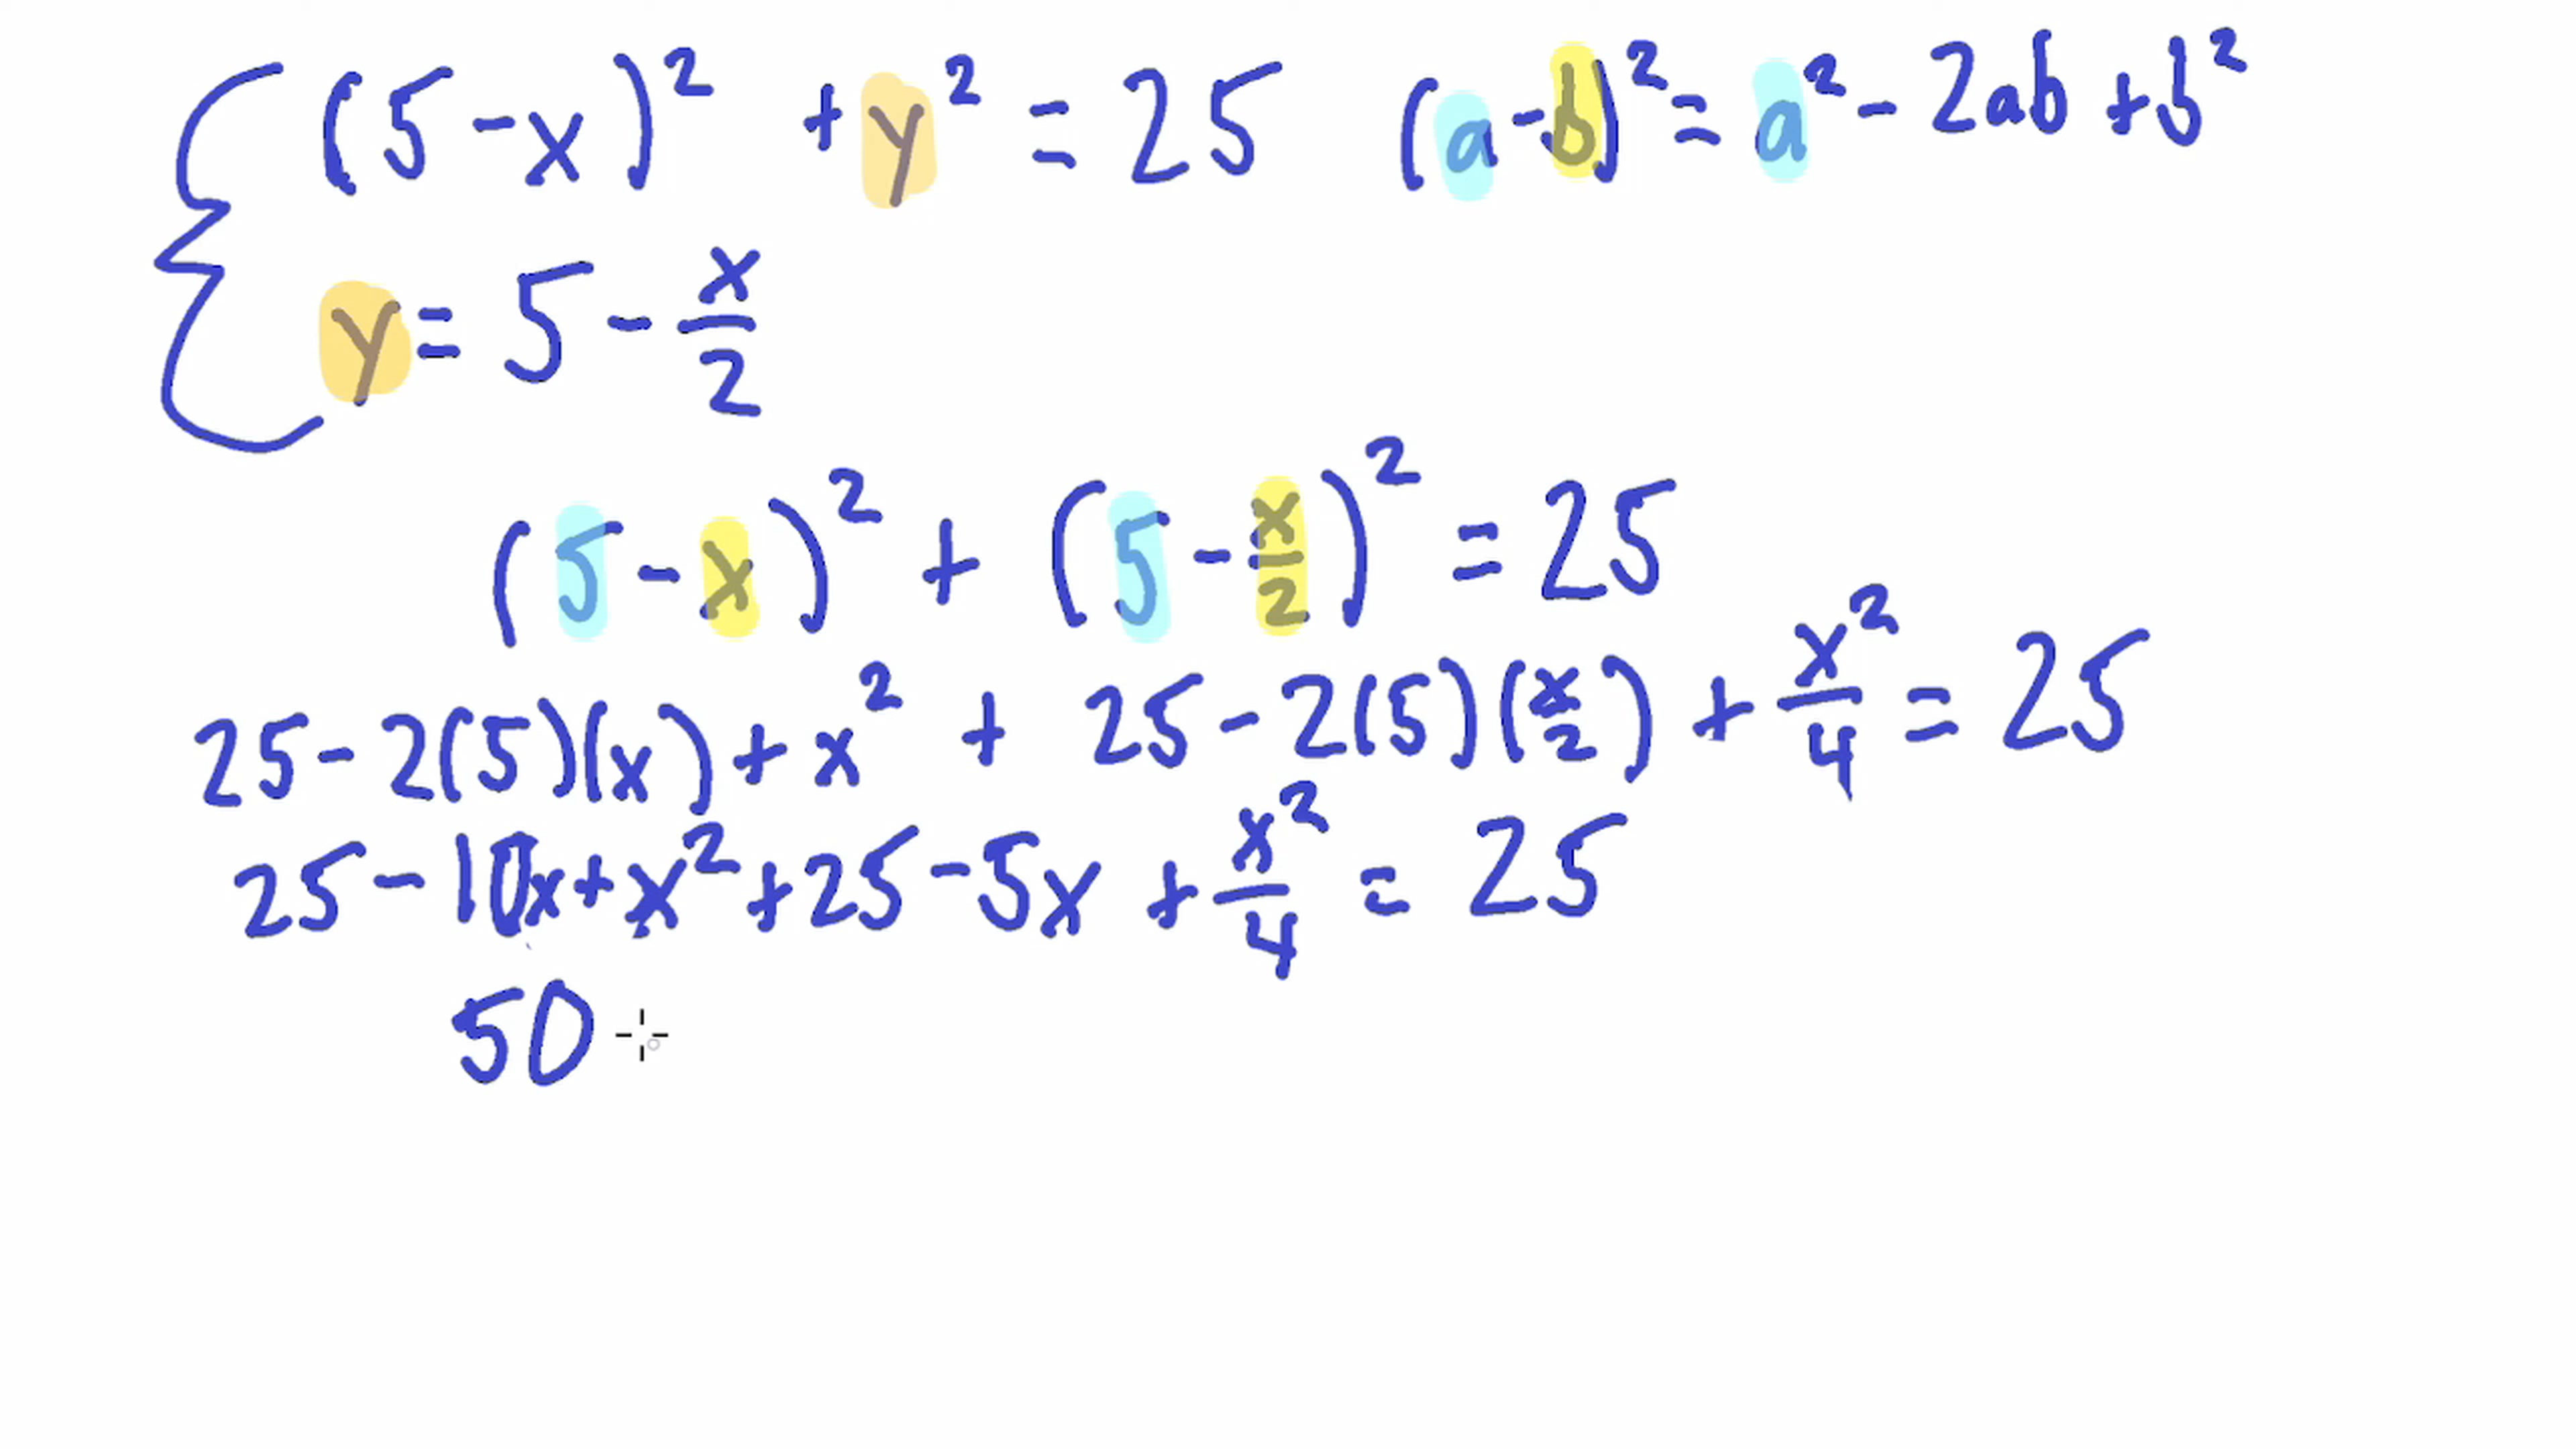 (5-x)² + y² = 25 (a-b)² = a² - 2ab + b²
y = 5 - x/2
(5-x)² + (5 - x/2)² = 25
25 - 2(5)(x) + x² + 25 - 2(5)(x/2) + x²/4 = 25
25 - 10x + x² + 25 - 5x + x²/4 = 25
50